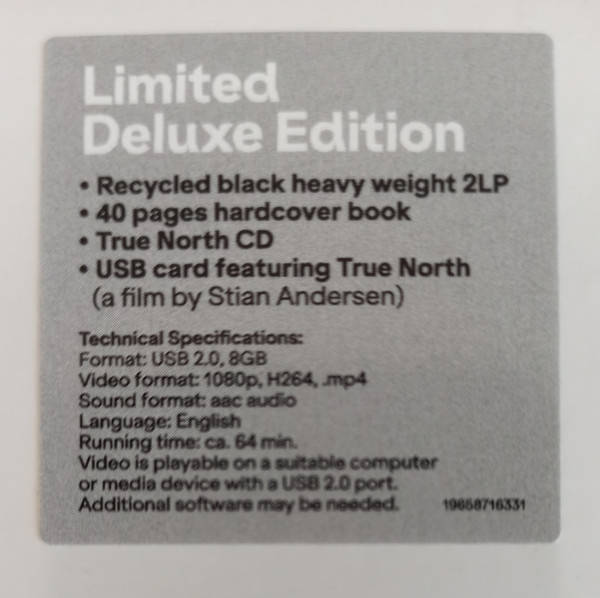 Limited
Deluxe Edition
• Recycled black heavy weight 2LP
• 40 pages hardcover book
• True North CD
• USB card featuring True North
(a film by Stian Andersen)
Technical Specifications:
Format: USB 2.0, 8GB
Video format: 1080p, H264, .mp4
Sound format: aac audio
Language: English
Running time: ca. 64 min.
Video is playable on a suitable computer
or media device with a USB 2.0 port.
Additional software may be needed. 19658716331